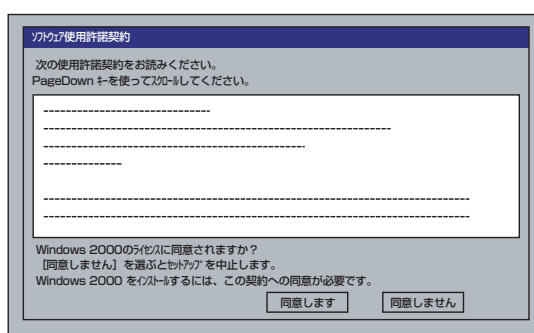 ｿﾌﾄｳｪｱ使用許諾契約
次の使用許諾契約をお読みください。
PageDown ｷｰを使ってｽｸﾛｰﾙしてください。
Windows 2000のﾗｲｾﾝｽに同意されますか？
［同意しません］を選ぶとｾｯﾄｱｯﾌﾟを中止します。
Windows 2000 をｲﾝｽﾄｰﾙするには、この契約への同意が必要です。
同意します 同意しません